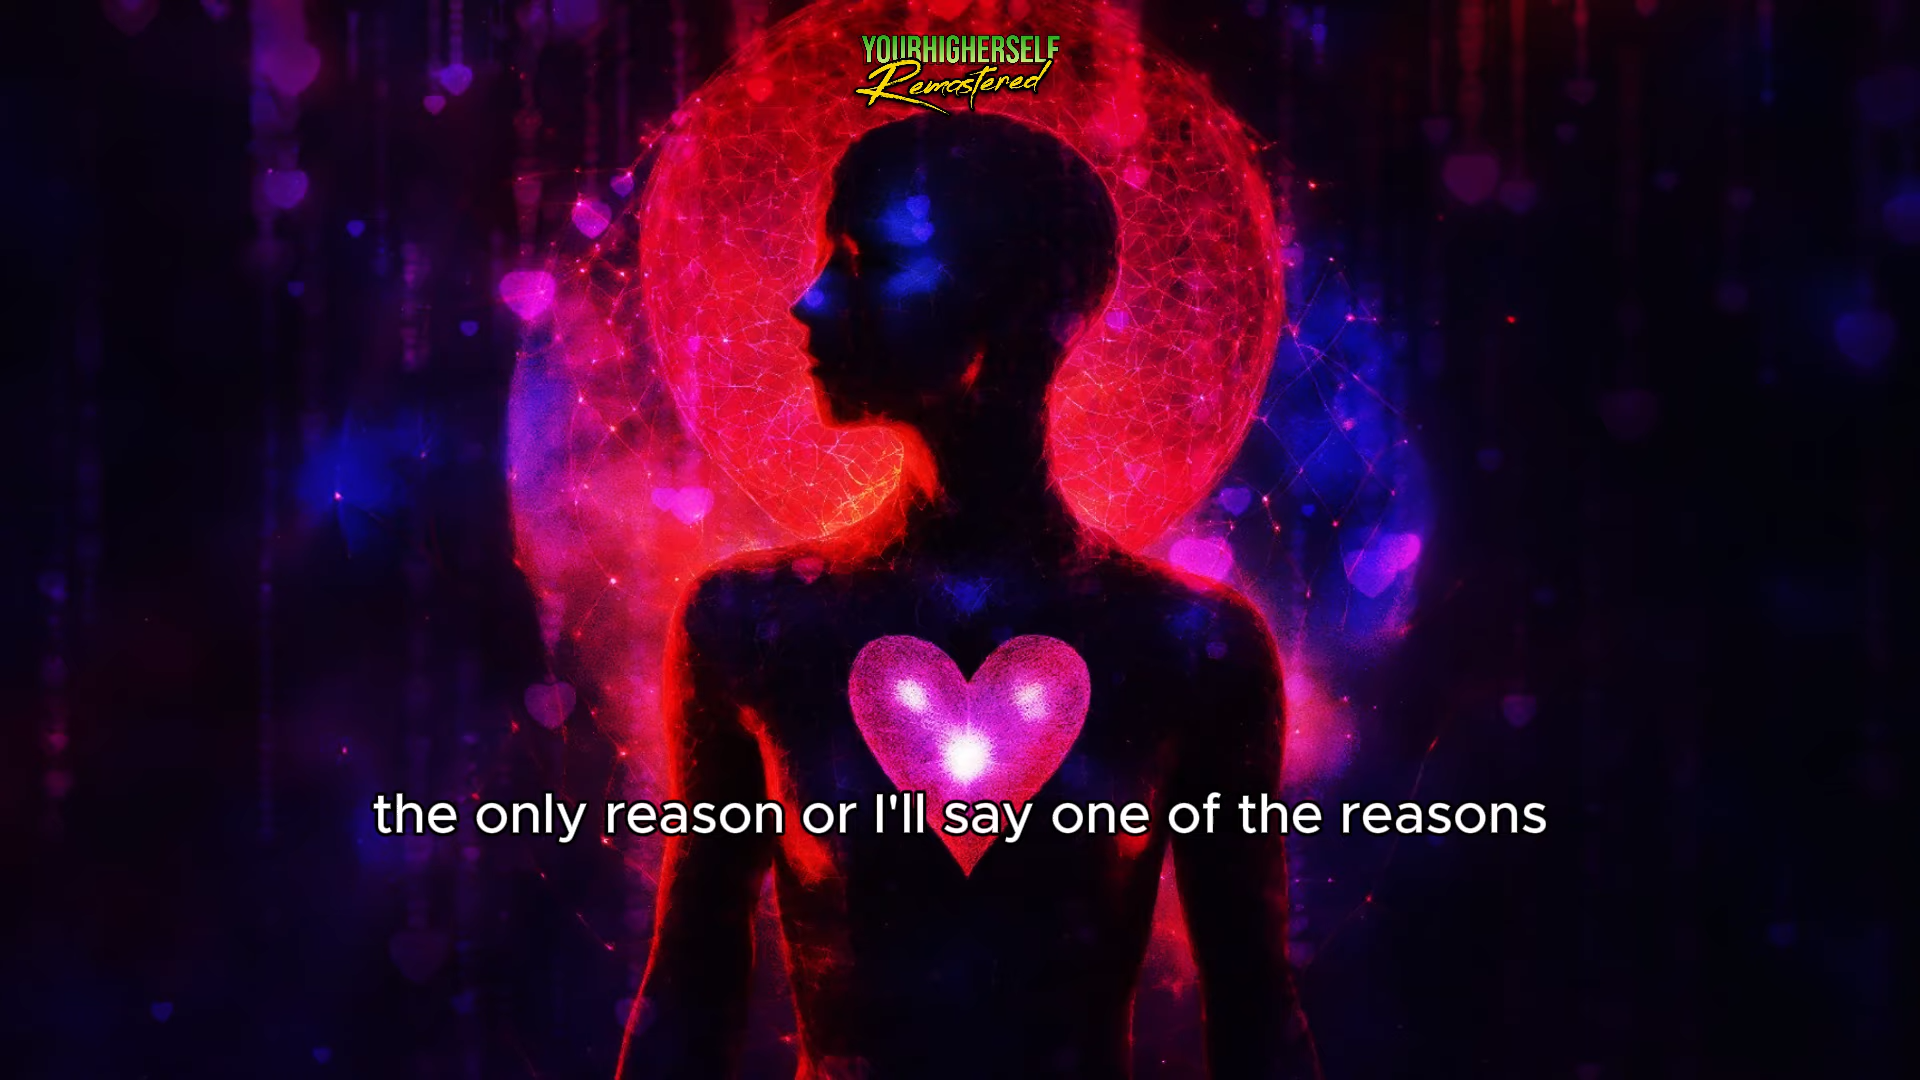 YOURHIGHERSELF
Remastered
the only reason or I'll say one of the reasons